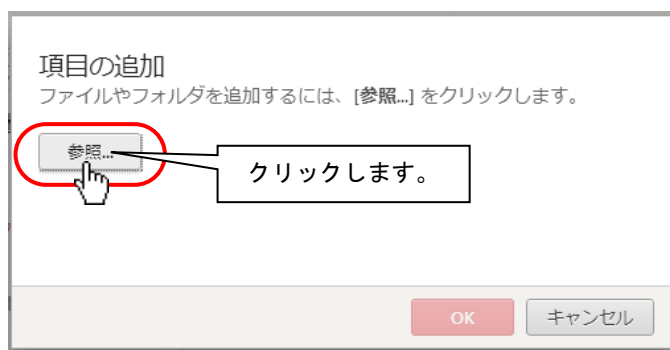 項目の追加
ファイルやフォルダを追加するには、[参照...] をクリックします。
参照...
クリックします。
OK
キャンセル